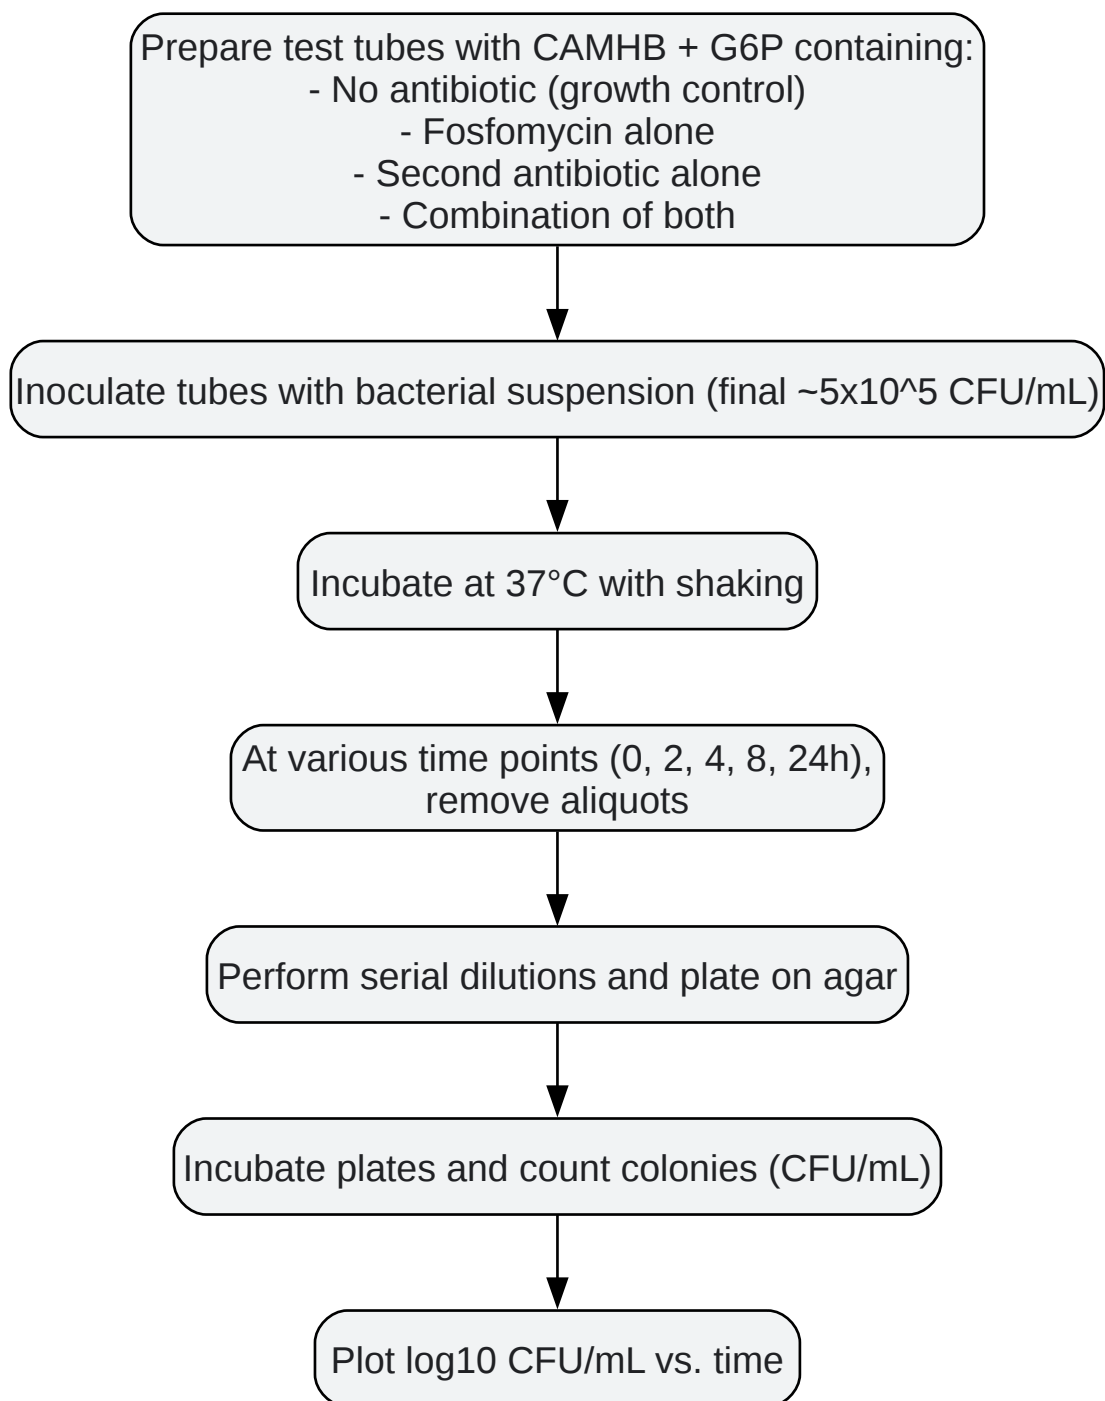 Prepare test tubes with CAMHB + G6P containing:
- No antibiotic (growth control)
- Fosfomycin alone
- Second antibiotic alone
- Combination of both
Inoculate tubes with bacterial suspension (final ~5x10^5 CFU/mL)
Incubate at 37°C with shaking
At various time points (0, 2, 4, 8, 24h),
remove aliquots
Perform serial dilutions and plate on agar
Incubate plates and count colonies (CFU/mL)
Plot log10 CFU/mL vs. time